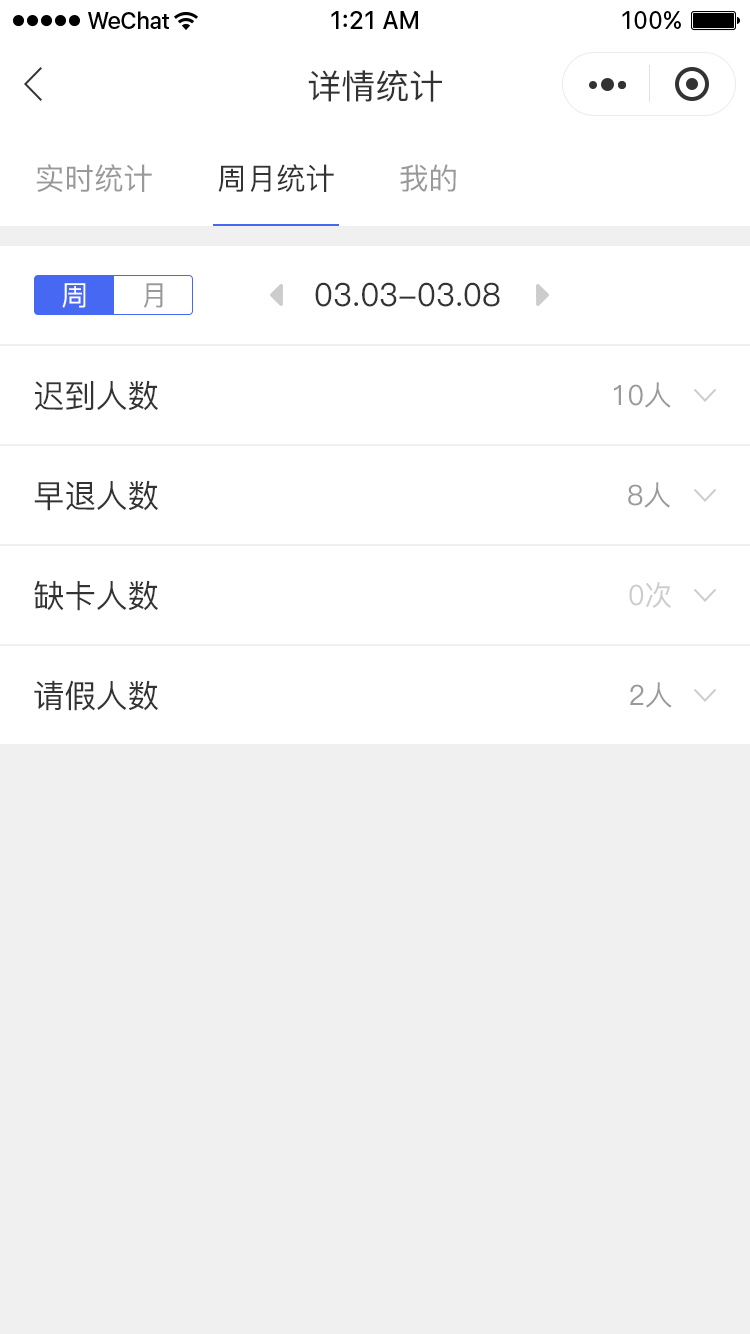 WeChat 1:21 AM 100%
详情统计
实时统计 周月统计 我的
周 月 03.03–03.08
迟到人数 10人
早退人数 8人
缺卡人数 0次
请假人数 2人